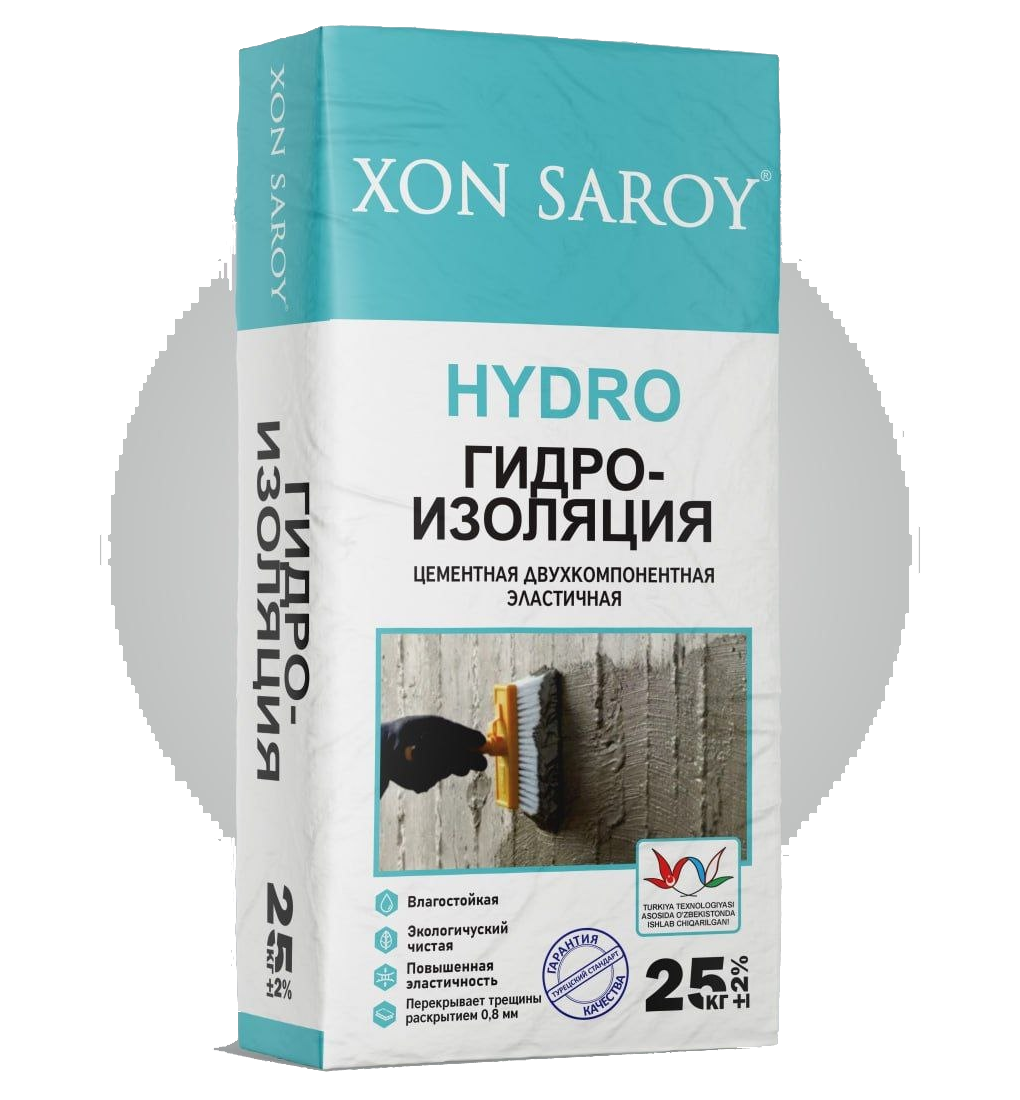 XON SAROY®
HYDRO
ГИДРО-
ИЗОЛЯЦИЯ
ЦЕМЕНТНАЯ ДВУХКОМПОНЕНТНАЯ
ЭЛАСТИЧНАЯ
Влагостойкая
Экологичуский
чистая
Повышенная
эластичность
Перекрывает трещины
раскрытием 0,8 мм
ГАРАНТИЯ
ТУРЕЦСКИЙ СТАНДАРТ
КАЧЕСТВА
TURKIYA TEXNOLOGIYASI
ASOSIDA O'ZBEKISTONDA
ISHLAB CHIQARILGAN!
25 КГ ±2%
XON SAROY
ГИДРО-
ИЗОЛЯЦИЯ
25 КГ ±2%